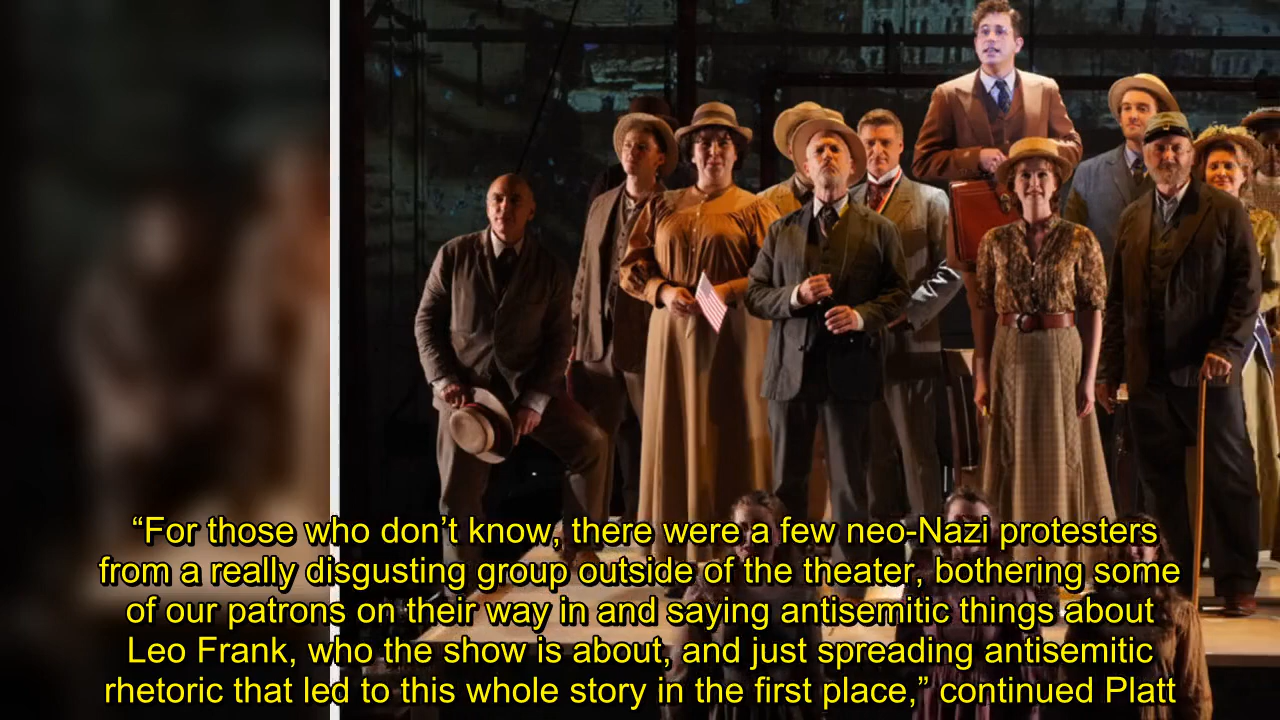 “For those who don’t know, there were a few neo-Nazi protesters
from a really disgusting group outside of the theater, bothering some
of our patrons on their way in and saying antisemitic things about
Leo Frank, who the show is about, and just spreading antisemitic
rhetoric that led to this whole story in the first place,” continued Platt